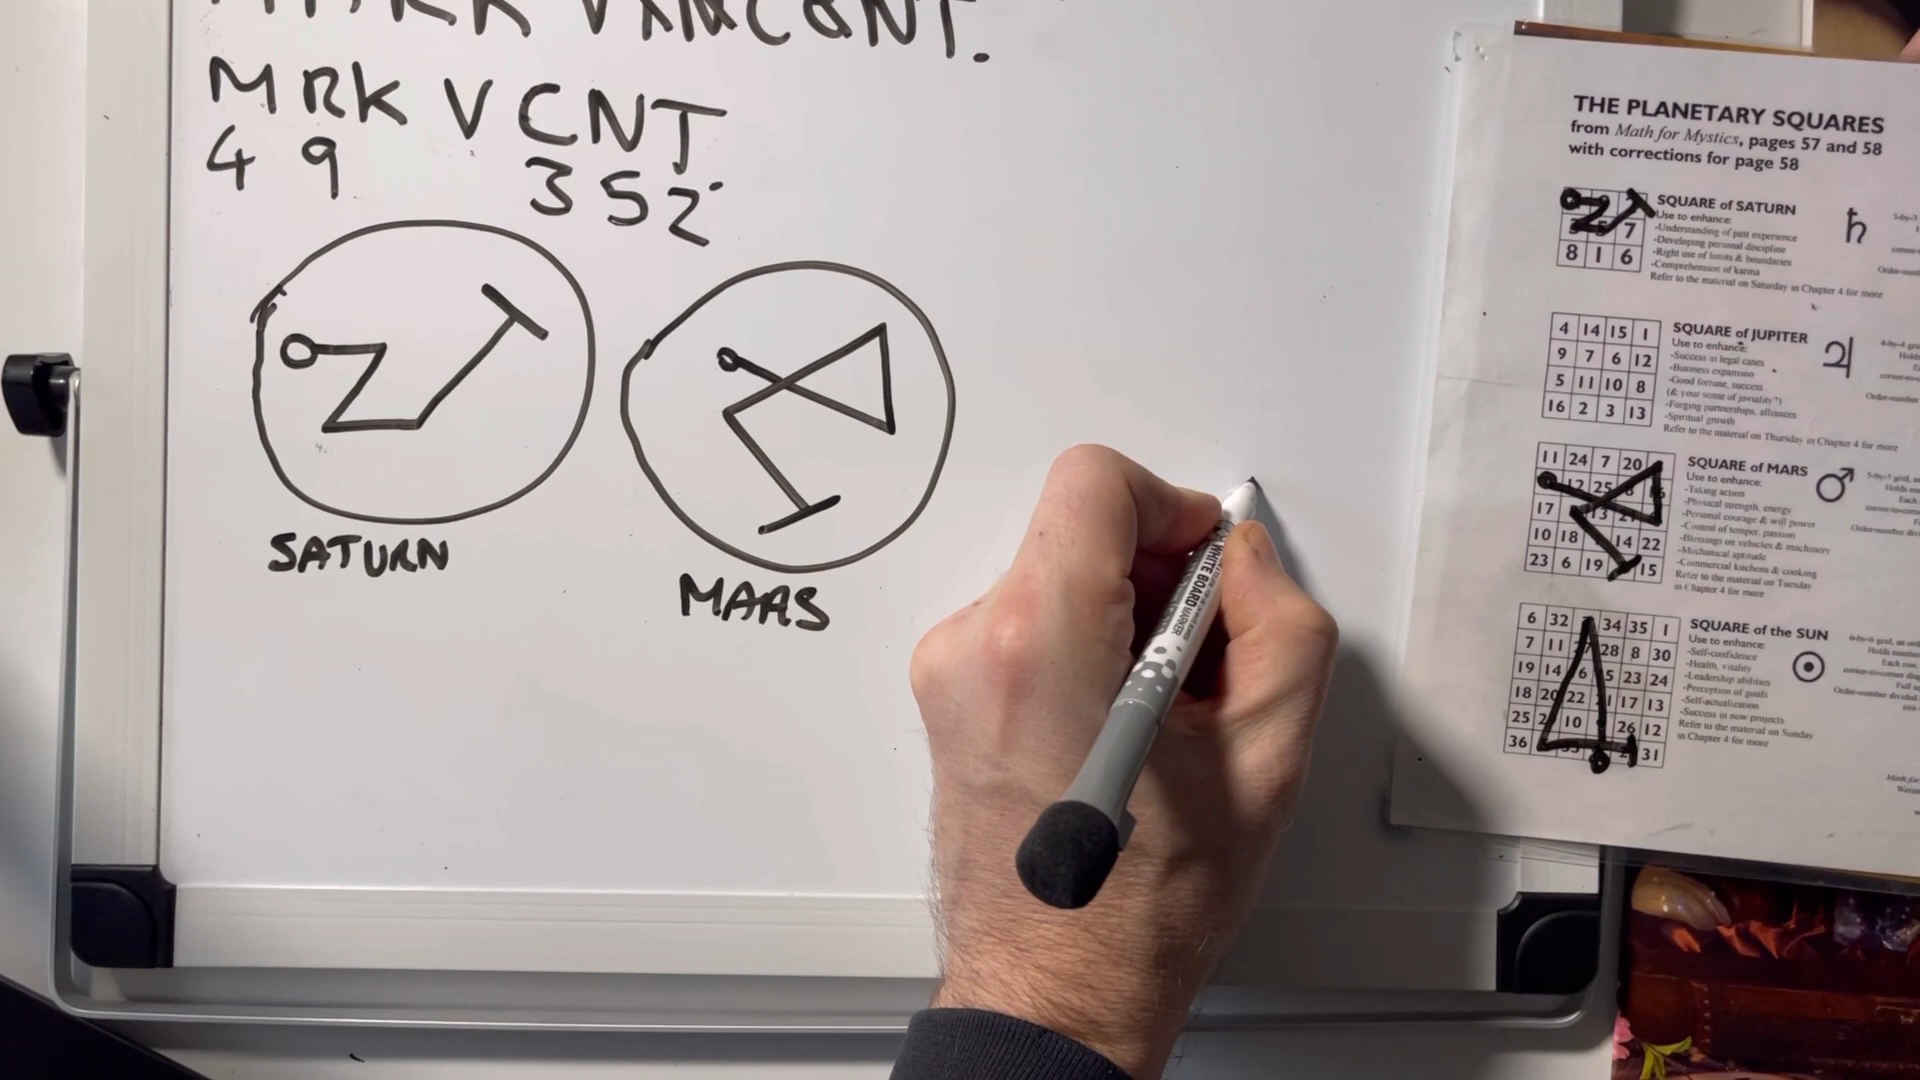 MRK VCNT
4 9 3 5 2
SATURN
MARS
WHITE BOARD MARKER
THE PLANETARY SQUARES
from Math for Mystics, pages 57 and 58
with corrections for page 58
SQUARE of SATURN
Use to enhance:
-Understanding of past experience
-Developing personal discipline
-Right use of limits & boundaries
-Comprehension of karma
Refer to the material on Saturday in Chapter 4 for more
7
8 1 6
SQUARE of JUPITER
Use to enhance:
-Success in legal cases
-Business expansion
-Good fortune, success
(& your sense of joviality!)
-Forging partnerships, alliances
-Spiritual growth
Refer to the material on Thursday in Chapter 4 for more
4 14 15 1
9 7 6 12
5 11 10 8
16 2 3 13
SQUARE of MARS
Use to enhance:
-Taking action
-Physical strength, energy
-Personal courage & will power
-Control of temper, passion
-Blessings on vehicles & machinery
-Mechanical aptitude
-Commercial kitchens & cooking
Refer to the material on Tuesday
in Chapter 4 for more
11 24 7 20
12 25
17 13
10 18 14 22
23 6 19 15
SQUARE of the SUN
Use to enhance:
-Self-confidence
-Health, vitality
-Leadership abilities
-Perception of goals
-Self-actualization
-Success in new projects
Refer to the material on Sunday
in Chapter 4 for more
6 32 34 35 1
7 11 28 8 30
19 14 23 24
18 20 22 17 13
25 10 26 12
36 31